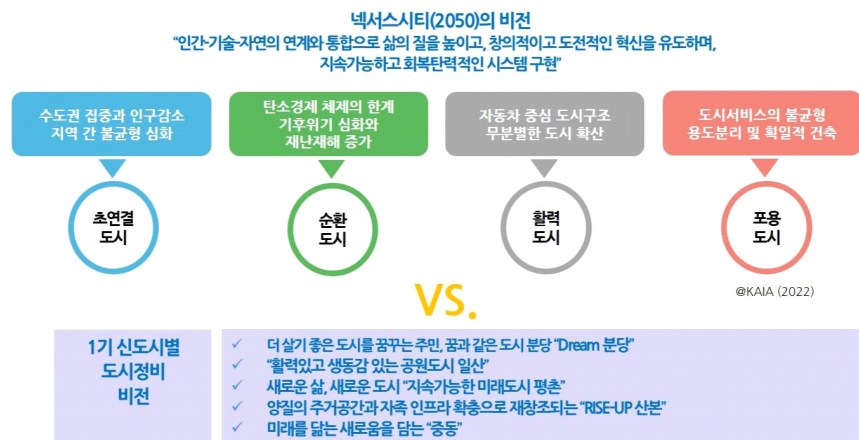 넥서스시티(2050)의 비전
"인간-기술-자연의 연계와 통합으로 삶의 질을 높이고, 창의적이고 도전적인 혁신을 유도하며,
지속가능하고 회복탄력적인 시스템 구현"
수도권 집중과 인구감소
지역 간 불균형 심화
탄소경제 체제의 한계
기후위기 심화와
재난재해 증가
자동차 중심 도시구조
무분별한 도시 확산
도시서비스의 불균형
용도분리 및 획일적 건축
초연결
도시
순환
도시
활력
도시
포용
도시
@KAIA (2022)
VS.
1기 신도시별
도시정비
비전
✓ 더 살기 좋은 도시를 꿈꾸는 주민, 꿈과 같은 도시 분당 "Dream 분당"
✓ "활력있고 생동감 있는 공원도시 일산"
✓ 새로운 삶, 새로운 도시 "지속가능한 미래도시 평촌"
✓ 양질의 주거공간과 자족 인프라 확충으로 재창조되는 "RISE-UP 산본"
✓ 미래를 닮는 새로움을 담는 "중동"